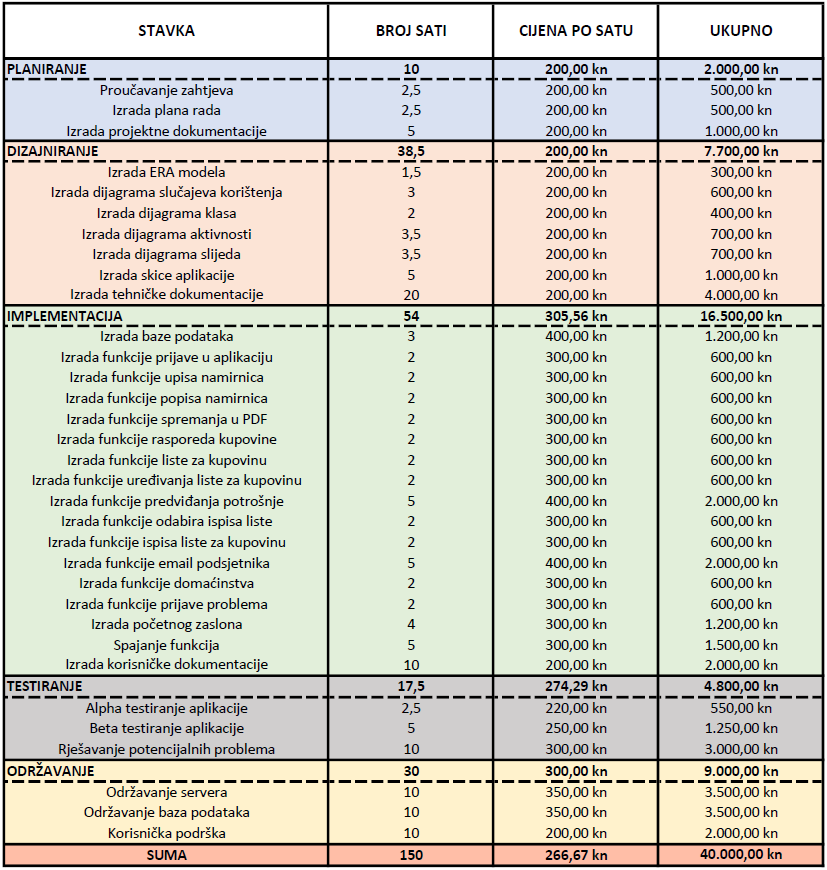 STAVKA BROJ SATI CIJENA PO SATU UKUPNO
PLANIRANJE 10 200,00 kn 2.000,00 kn
Proučavanje zahtjeva 2,5 200,00 kn 500,00 kn
Izrada plana rada 2,5 200,00 kn 500,00 kn
Izrada projektne dokumentacije 5 200,00 kn 1.000,00 kn
DIZAJNIRANJE 38,5 200,00 kn 7.700,00 kn
Izrada ERA modela 1,5 200,00 kn 300,00 kn
Izrada dijagrama slučajeva korištenja 3 200,00 kn 600,00 kn
Izrada dijagrama klasa 2 200,00 kn 400,00 kn
Izrada dijagrama aktivnosti 3,5 200,00 kn 700,00 kn
Izrada dijagrama slijeda 3,5 200,00 kn 700,00 kn
Izrada skice aplikacije 5 200,00 kn 1.000,00 kn
Izrada tehničke dokumentacije 20 200,00 kn 4.000,00 kn
IMPLEMENTACIJA 54 305,56 kn 16.500,00 kn
Izrada baze podataka 3 400,00 kn 1.200,00 kn
Izrada funkcije prijave u aplikaciju 2 300,00 kn 600,00 kn
Izrada funkcije upisa namirnica 2 300,00 kn 600,00 kn
Izrada funkcije popisa namirnica 2 300,00 kn 600,00 kn
Izrada funkcije spremanja u PDF 2 300,00 kn 600,00 kn
Izrada funkcije rasporeda kupovine 2 300,00 kn 600,00 kn
Izrada funkcije liste za kupovinu 2 300,00 kn 600,00 kn
Izrada funkcije uređivanja liste za kupovinu 2 300,00 kn 600,00 kn
Izrada funkcije predviđanja potrošnje 5 400,00 kn 2.000,00 kn
Izrada funkcije odabira ispisa liste 2 300,00 kn 600,00 kn
Izrada funkcije ispisa liste za kupovinu 2 300,00 kn 600,00 kn
Izrada funkcije email podsjetnika 5 400,00 kn 2.000,00 kn
Izrada funkcije domaćinstva 2 300,00 kn 600,00 kn
Izrada funkcije prijave problema 2 300,00 kn 600,00 kn
Izrada početnog zaslona 4 300,00 kn 1.200,00 kn
Spajanje funkcija 5 300,00 kn 1.500,00 kn
Izrada korisničke dokumentacije 10 200,00 kn 2.000,00 kn
TESTIRANJE 17,5 274,29 kn 4.800,00 kn
Alpha testiranje aplikacije 2,5 220,00 kn 550,00 kn
Beta testiranje aplikacije 5 250,00 kn 1.250,00 kn
Rješavanje potencijalnih problema 10 300,00 kn 3.000,00 kn
ODRŽAVANJE 30 300,00 kn 9.000,00 kn
Održavanje servera 10 350,00 kn 3.500,00 kn
Održavanje baza podataka 10 350,00 kn 3.500,00 kn
Korisnička podrška 10 200,00 kn 2.000,00 kn
SUMA 150 266,67 kn 40.000,00 kn